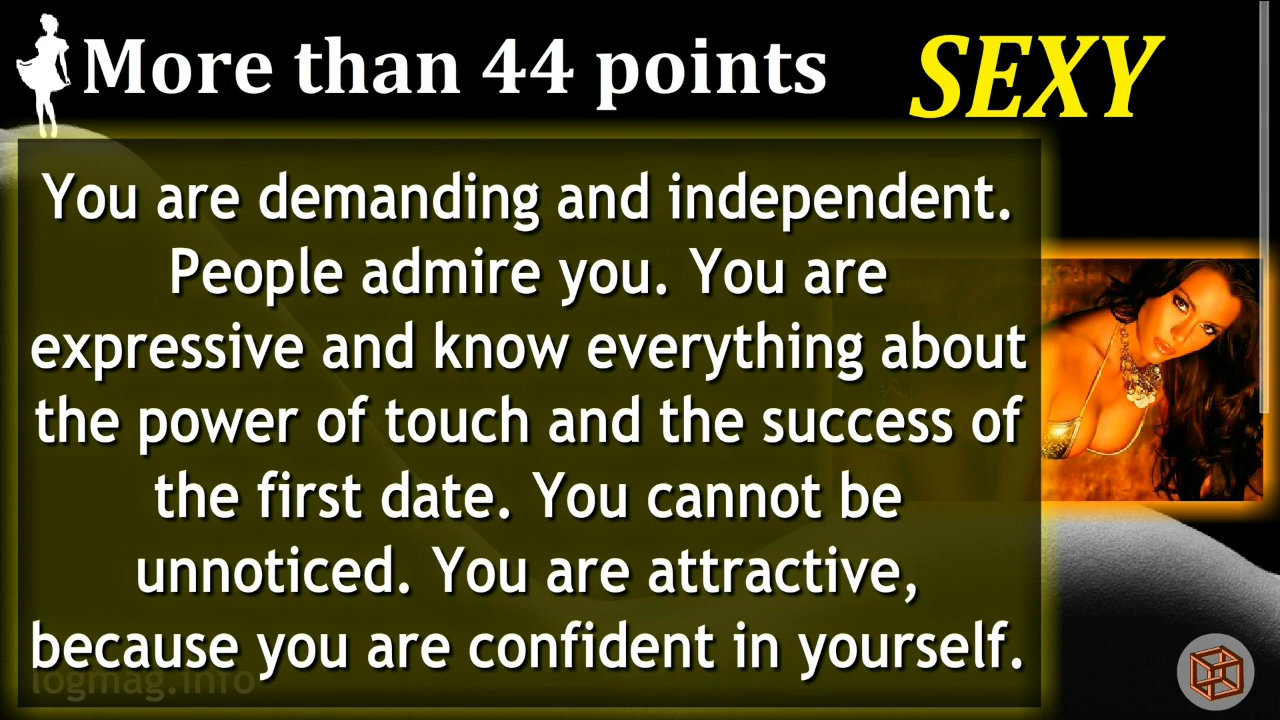 More than 44 points
SEXY
You are demanding and independent.
People admire you. You are
expressive and know everything about
the power of touch and the success of
the first date. You cannot be
unnoticed. You are attractive,
because you are confident in yourself.
logmag.info